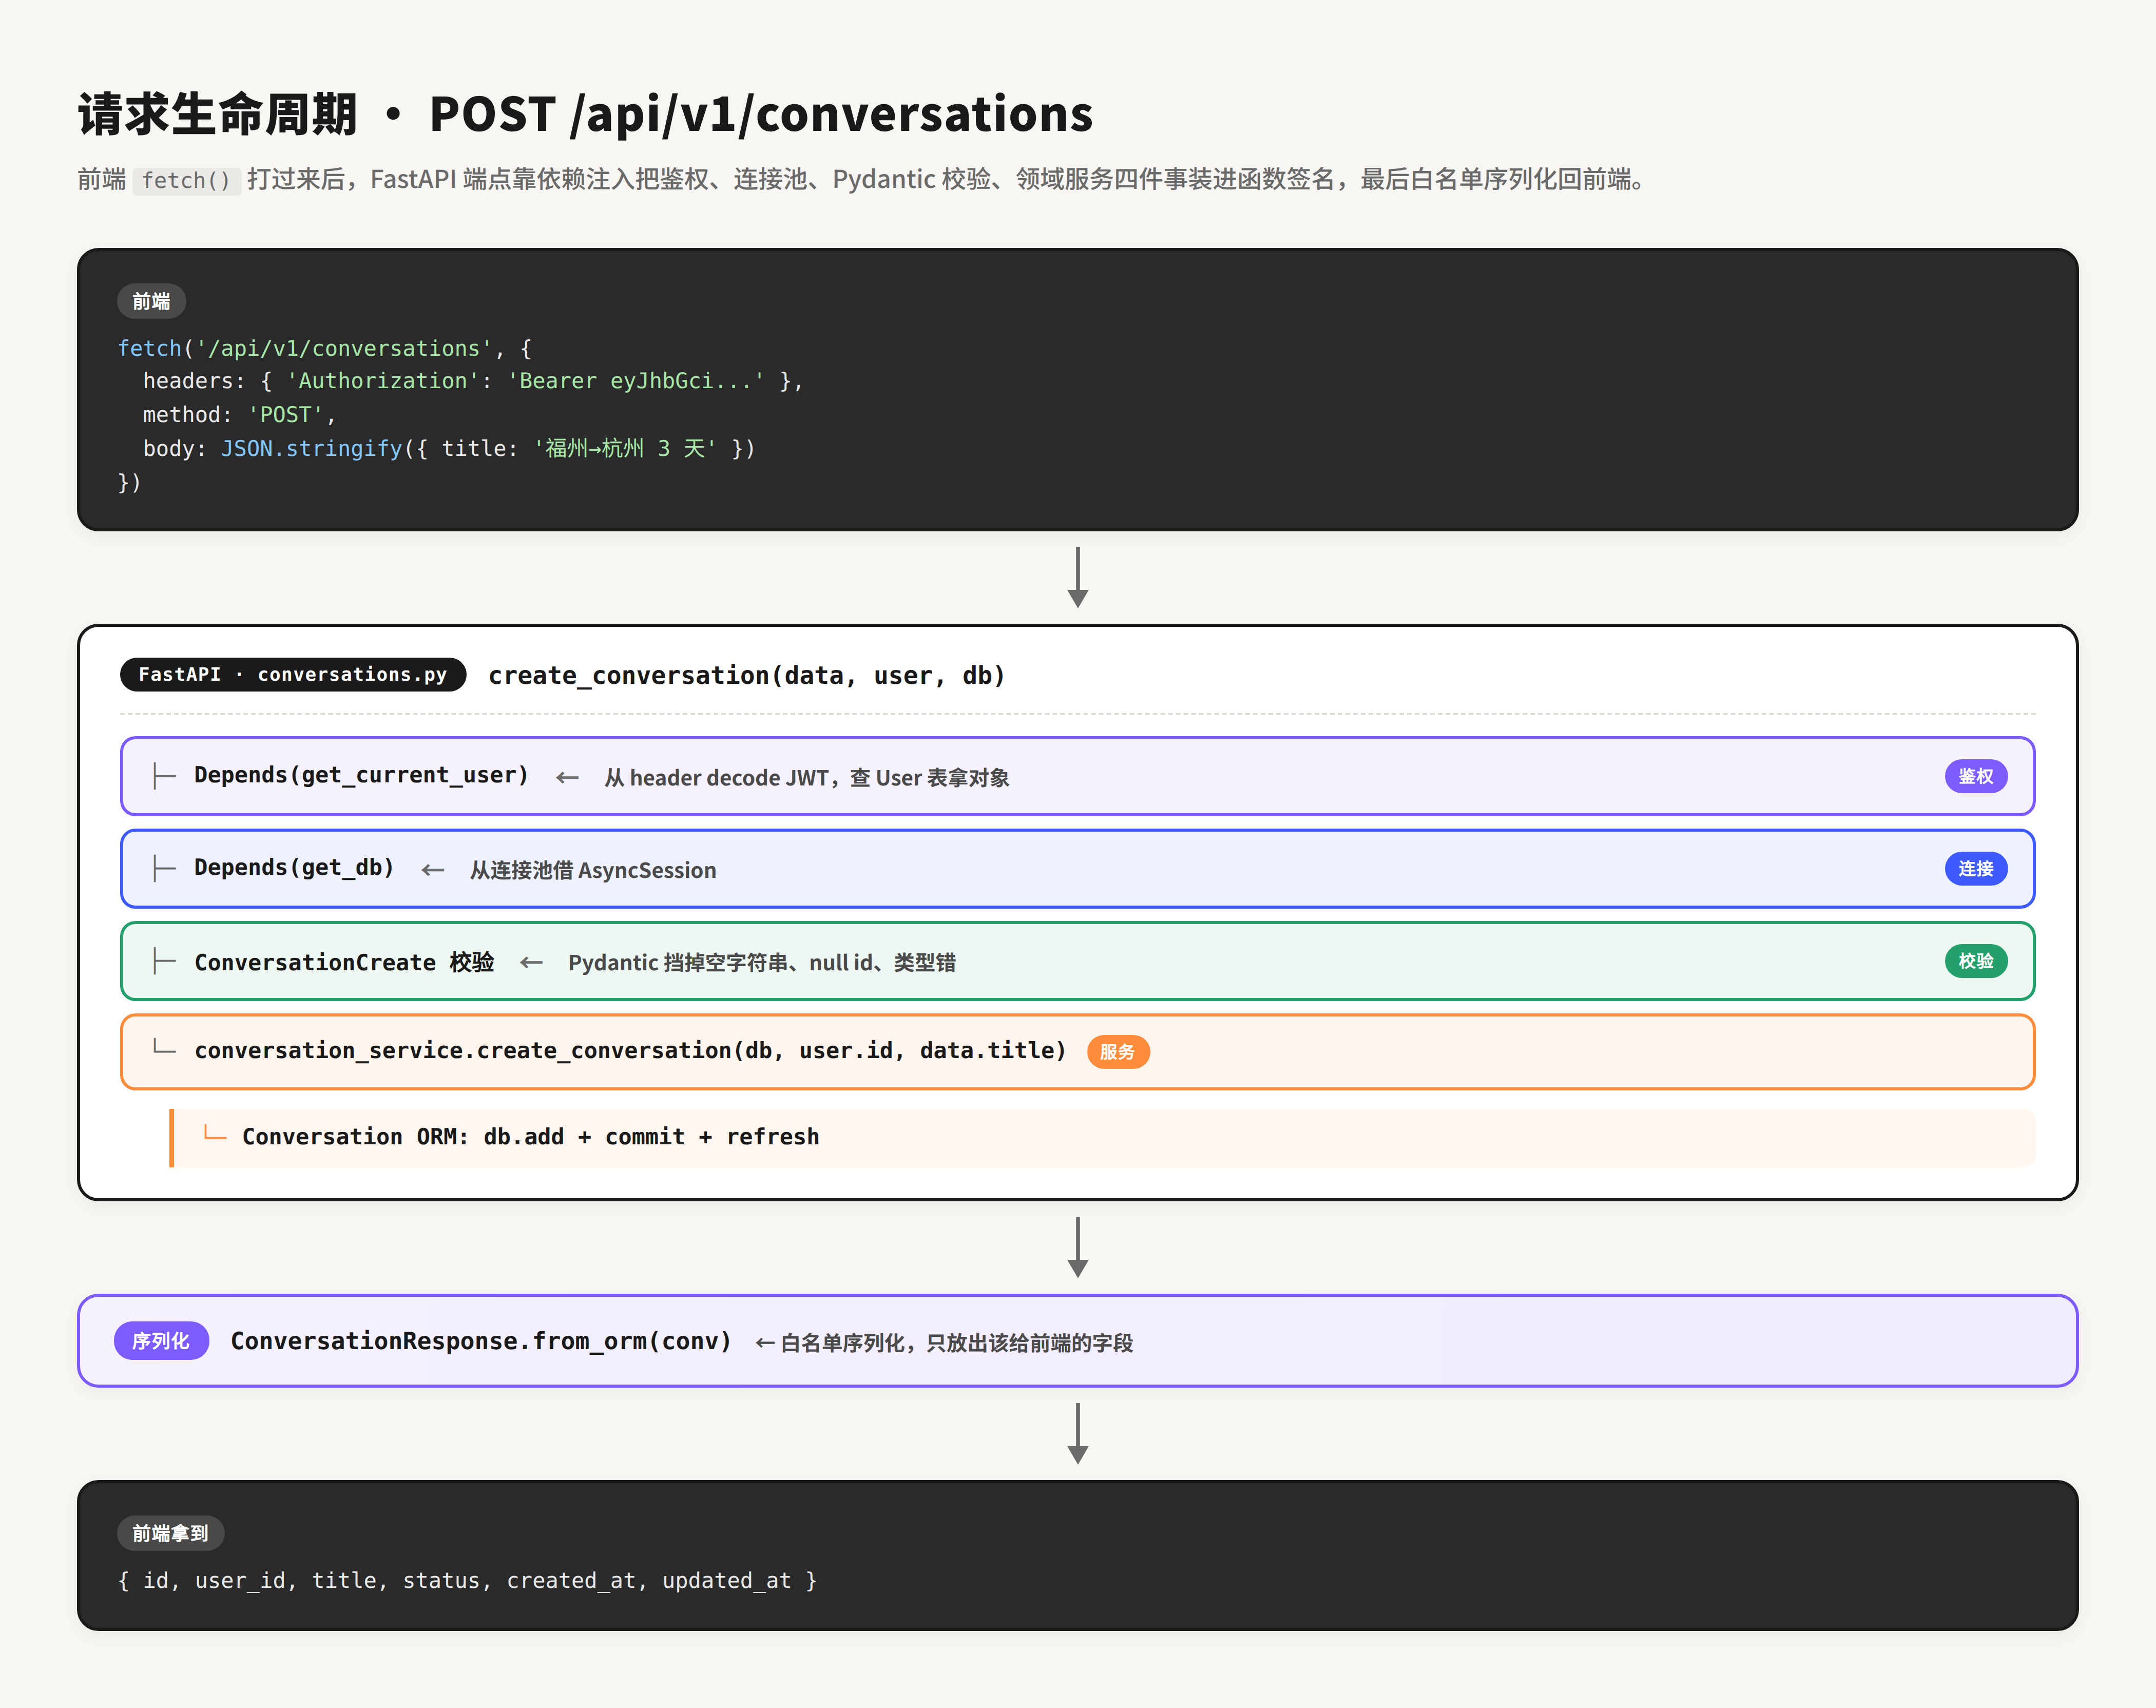 请求生命周期 · POST /api/v1/conversations
前端 fetch() 打过来后，FastAPI 端点靠依赖注入把鉴权、连接池、Pydantic 校验、领域服务四件事装进函数签名，最后白名单序列化回前端。
前端
fetch('/api/v1/conversations', {
  headers: { 'Authorization': 'Bearer eyJhbGci...' },
  method: 'POST',
  body: JSON.stringify({ title: '福州→杭州 3 天' })
})
FastAPI · conversations.py create_conversation(data, user, db)
├─ Depends(get_current_user) ← 从 header decode JWT，查 User 表拿对象 鉴权
├─ Depends(get_db) ← 从连接池借 AsyncSession 连接
├─ ConversationCreate 校验 ← Pydantic 挡掉空字符串、null id、类型错 校验
└─ conversation_service.create_conversation(db, user.id, data.title) 服务
└─ Conversation ORM: db.add + commit + refresh
序列化 ConversationResponse.from_orm(conv) ← 白名单序列化，只放出该给前端的字段
前端拿到
{ id, user_id, title, status, created_at, updated_at }